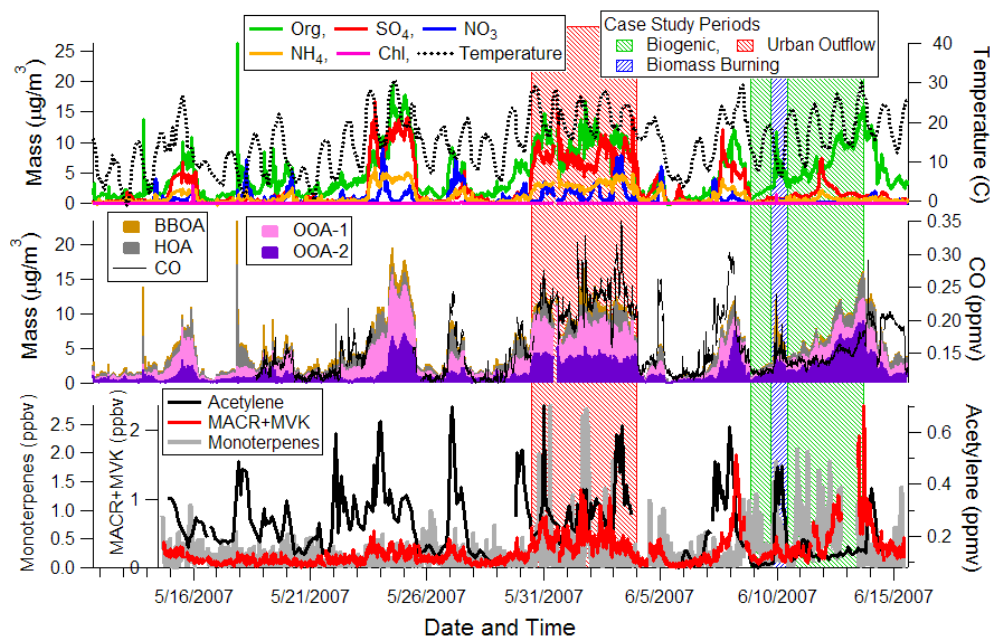 Org, SO4, NO3
NH4, Chl, Temperature
Case Study Periods
Biogenic, Urban Outflow
Biomass Burning
Mass (µg/m3)
25
20
15
10
5
0
Temperature (C)
40
30
20
10
0
BBOA
HOA
CO
OOA-1
OOA-2
Mass (µg/m3)
20
15
10
5
0
CO (ppmv)
0.35
0.30
0.25
0.20
0.15
Acetylene
MACR+MVK
Monoterpenes
Monoterpenes (ppbv)
2.5
2.0
1.5
1.0
0.5
0.0
MACR+MVK (ppbv)
2
1
0
Acetylene (ppmv)
0.6
0.4
0.2
5/16/2007 5/21/2007 5/26/2007 5/31/2007 6/5/2007 6/10/2007 6/15/2007
Date and Time